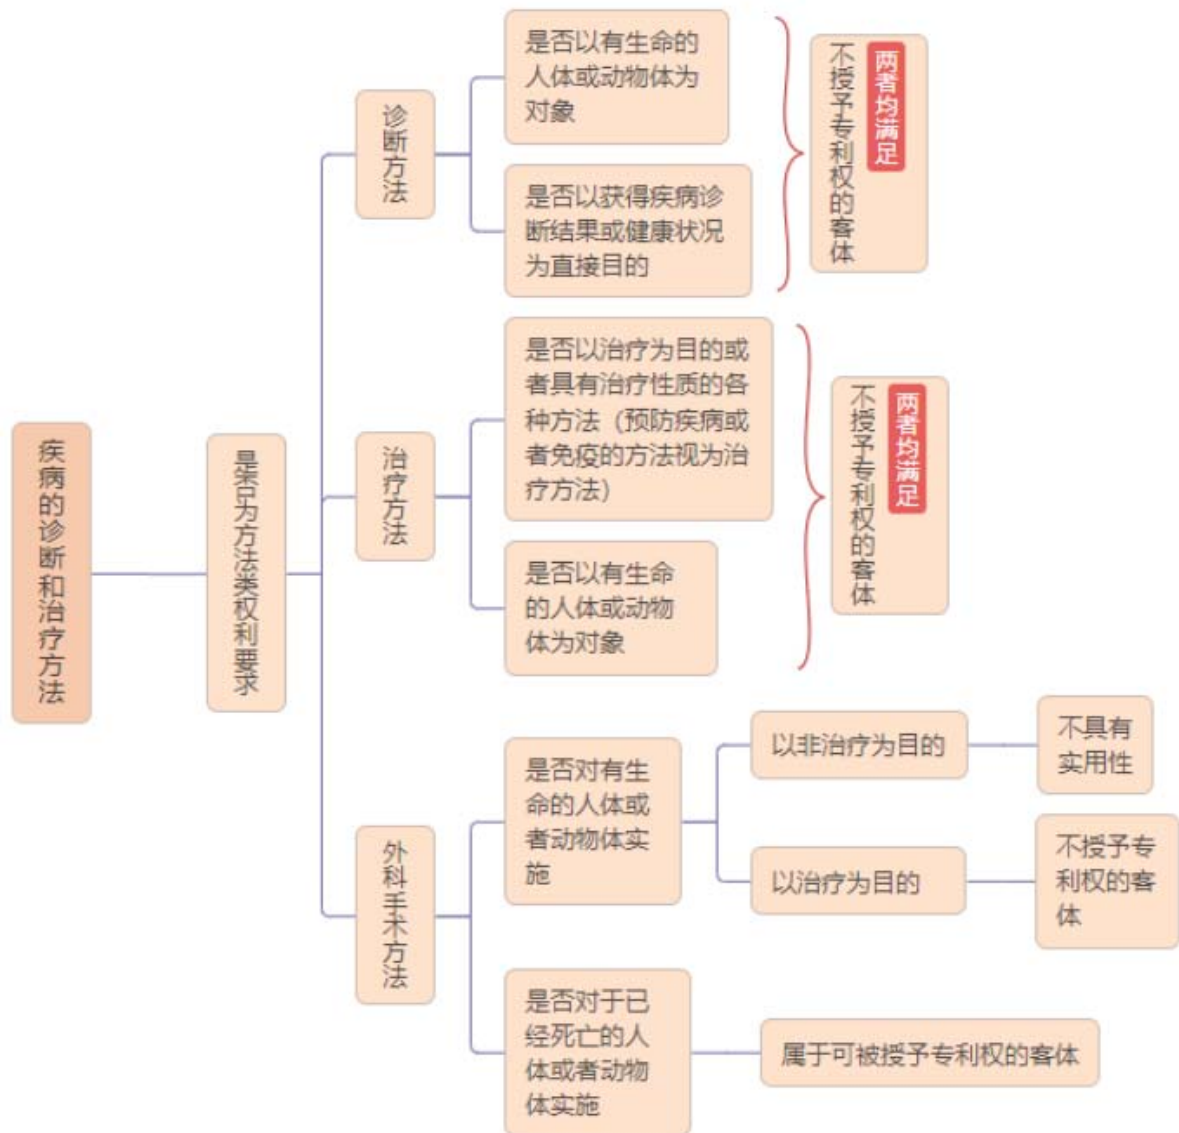 疾病的诊断和治疗方法
是否为方法类权利要求
诊断方法
是否以有生命的
人体或动物体为
对象
是否以获得疾病诊
断结果或健康状况
为直接目的
两者均满足
不授予专利权的客体
治疗方法
是否以治疗为目的或
者具有治疗性质的各
种方法（预防疾病或
者免疫的方法视为治
疗方法）
是否以有生命
的人体或动物
体为对象
两者均满足
不授予专利权的客体
外科手术方法
是否对有生
命的人体或
者动物体实
施
以非治疗为目的
不具有
实用性
以治疗为目的
不授予专
利权的客
体
是否对于已
经死亡的人
体或者动物
体实施
属于可被授予专利权的客体